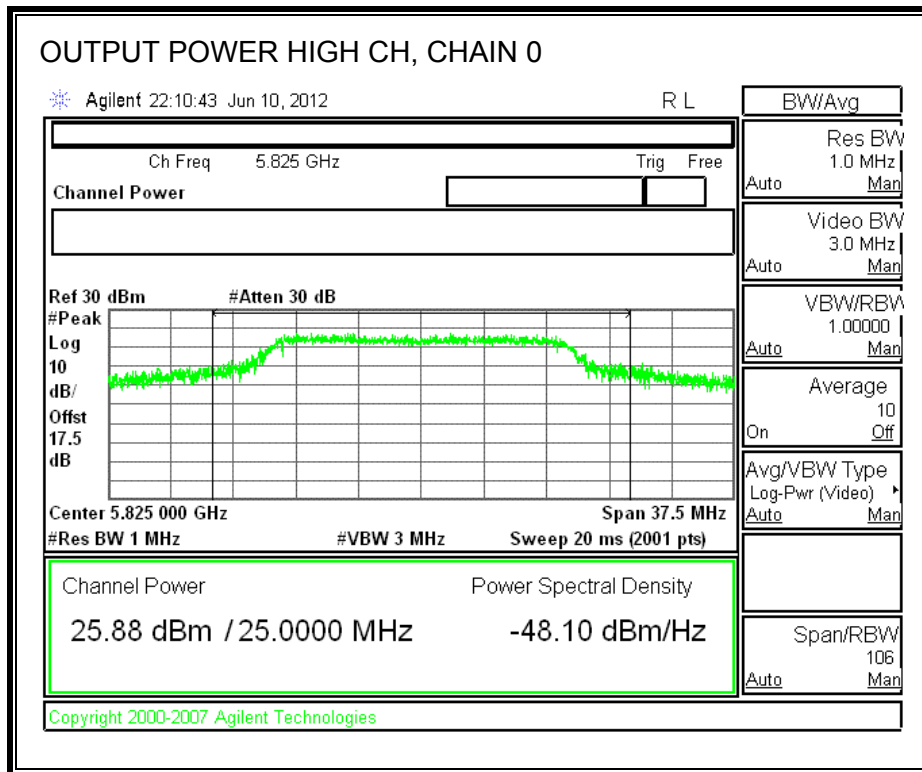 OUTPUT POWER HIGH CH, CHAIN 0
Agilent 22:10:43 Jun 10, 2012 R L
BW/Avg
Ch Freq 5.825 GHz Trig Free
Channel Power
Res BW
1.0 MHz
Auto Man
Video BW
3.0 MHz
Auto Man
Ref 30 dBm #Atten 30 dB
#Peak
Log
10
dB/
Offst
17.5
dB
VBW/RBW
1.00000
Auto Man
Average
10
On Off
Avg/VBW Type
Log-Pwr (Video)
Auto Man
Center 5.825 000 GHz Span 37.5 MHz
#Res BW 1 MHz #VBW 3 MHz Sweep 20 ms (2001 pts)
Channel Power Power Spectral Density
25.88 dBm / 25.0000 MHz -48.10 dBm/Hz
Span/RBW
106
Auto Man
Copyright 2000-2007 Agilent Technologies